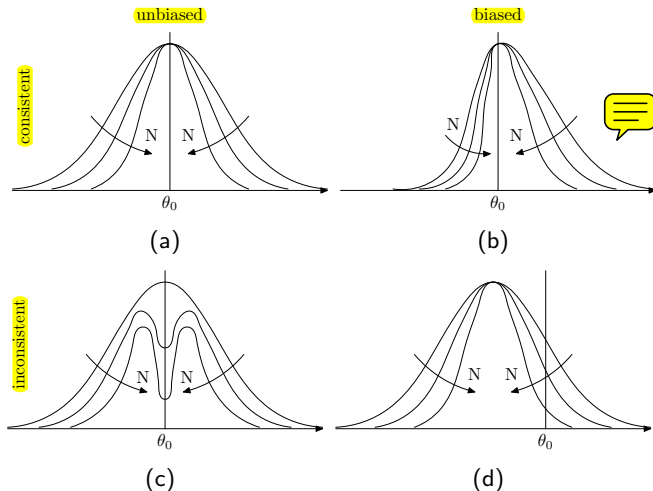 unbiased
biased
consistent
N
N
N
N
θ₀
θ₀
(a)
(b)
inconsistent
N
N
N
N
θ₀
θ₀
(c)
(d)